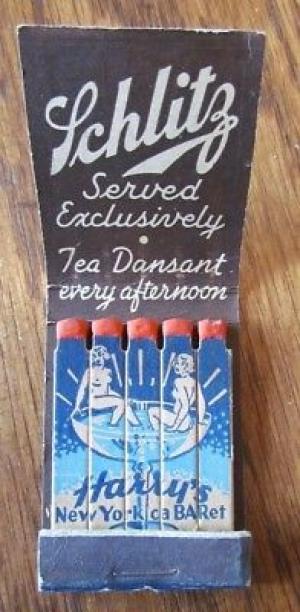 Schlitz
Served
Exclusively
•
Tea Dansant
every afternoon
Harry's
New York caBARet